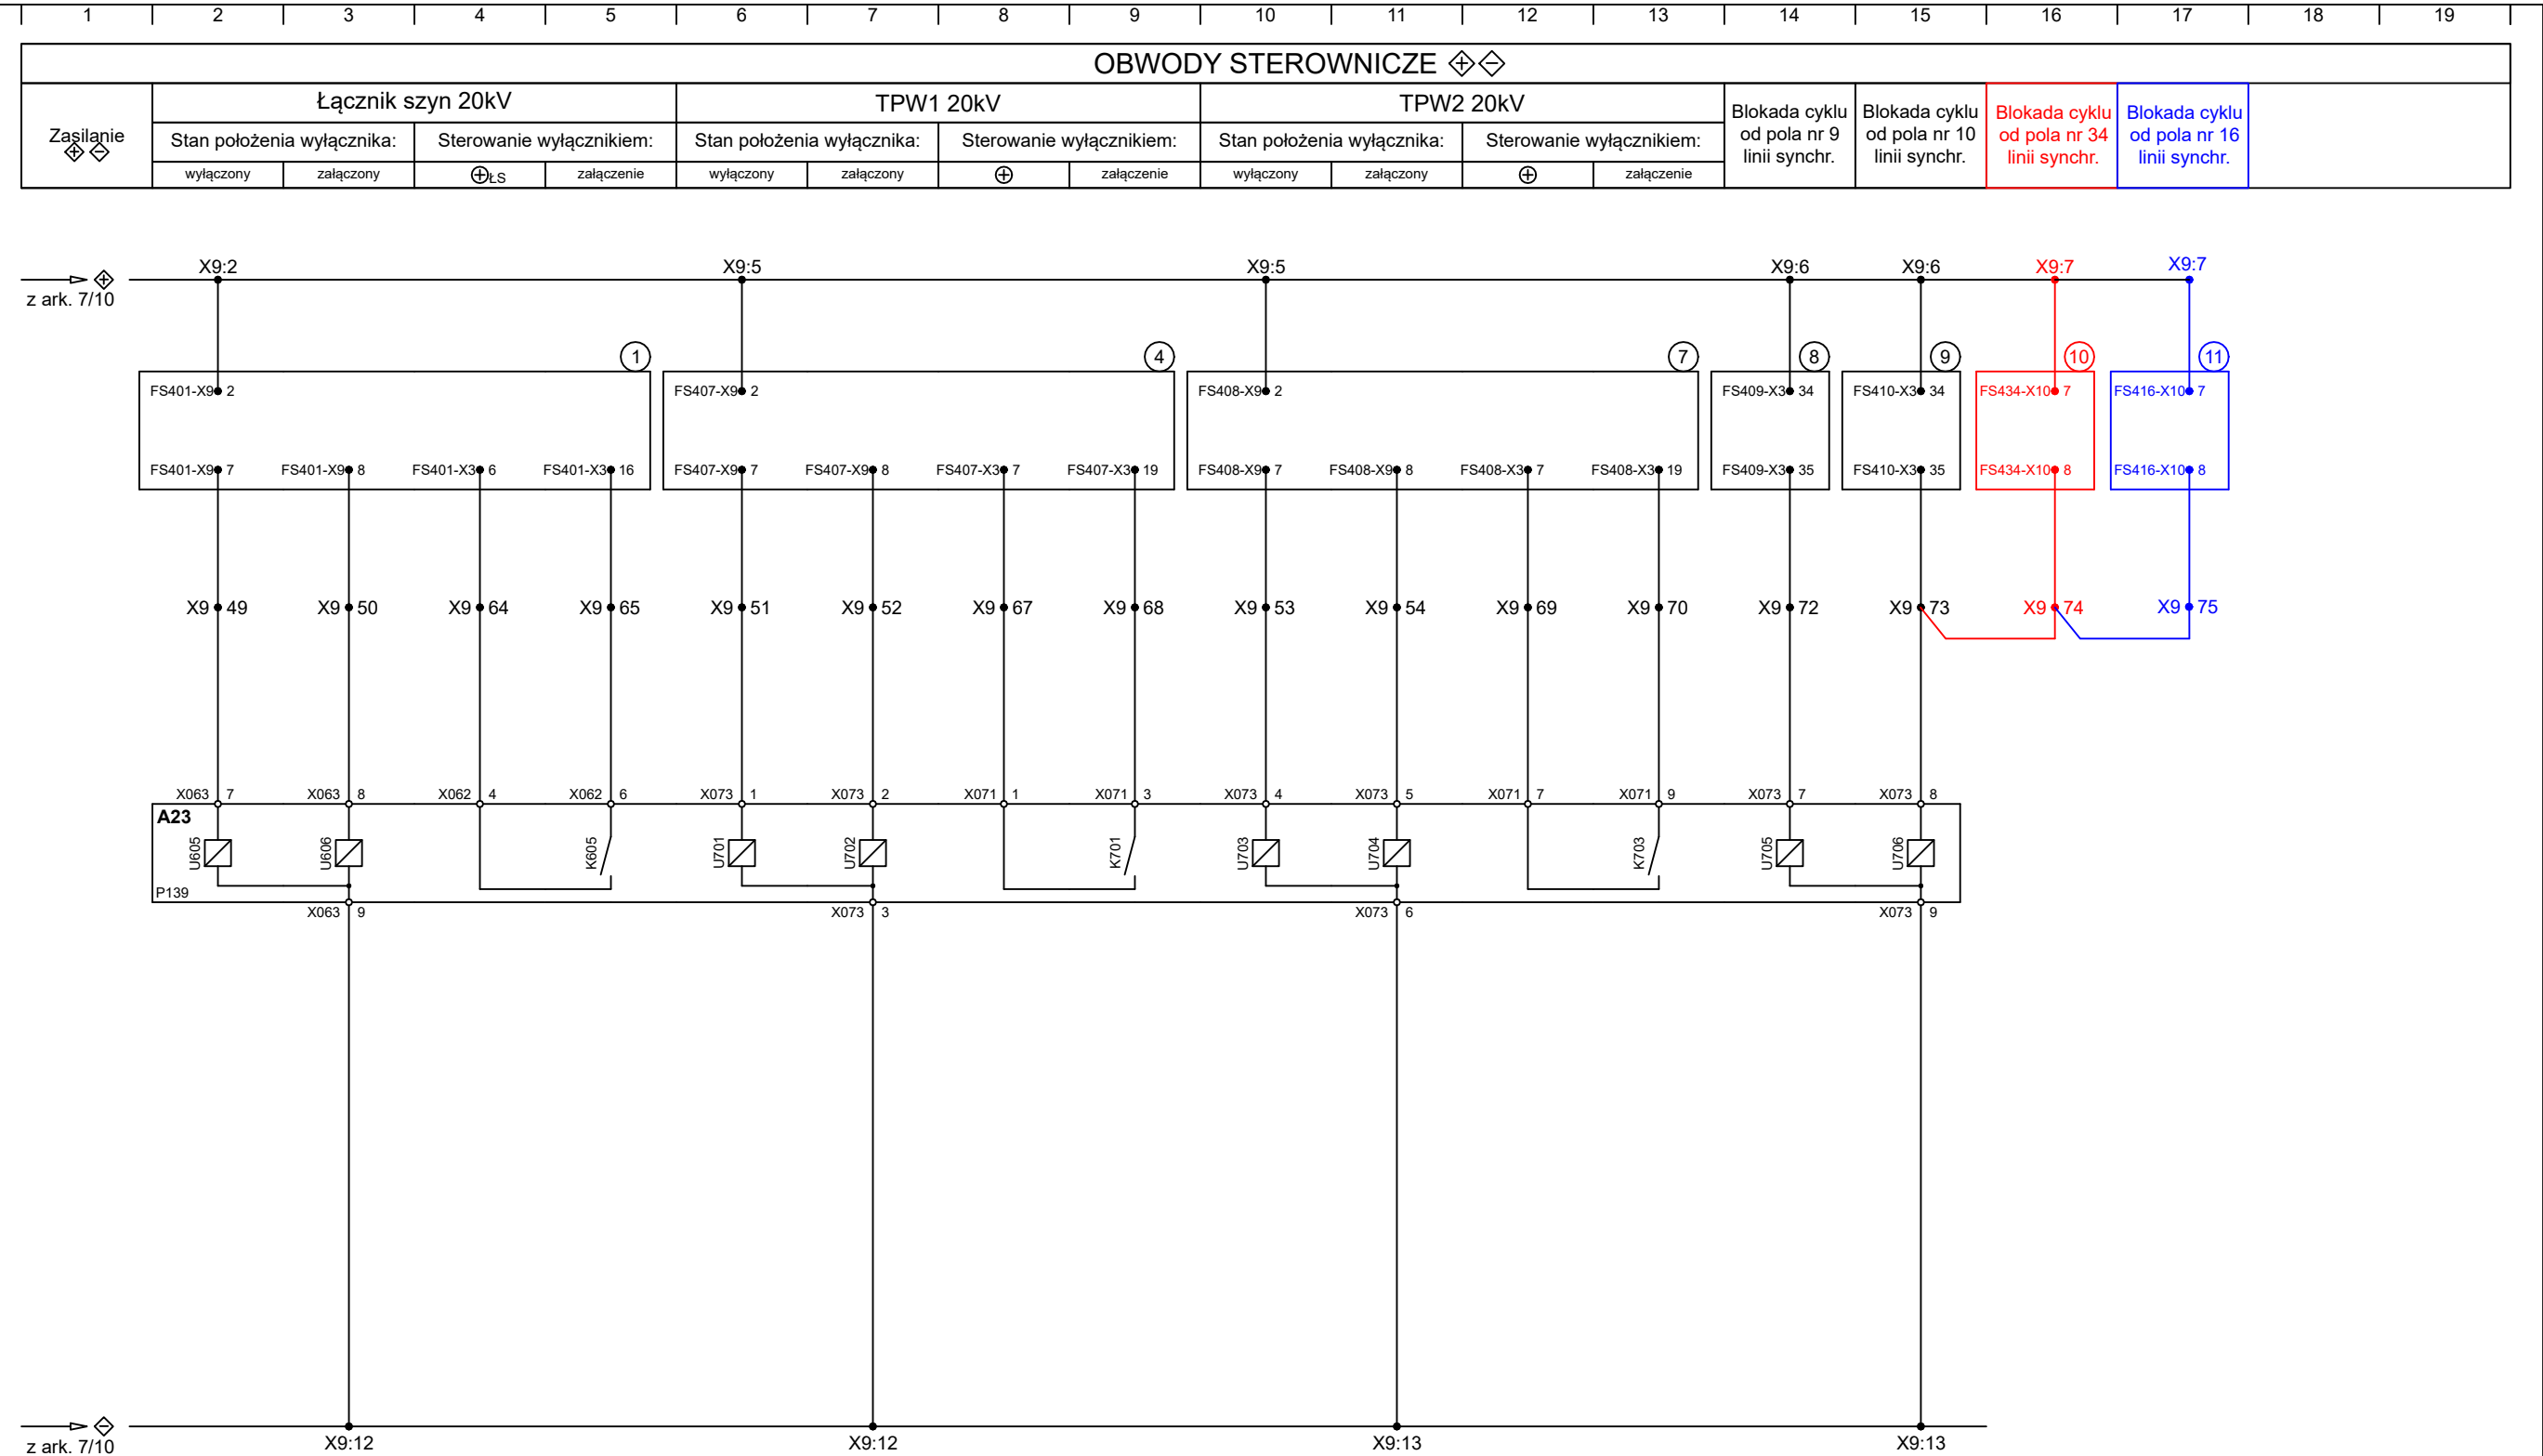 1 2 3 4 5 6 7 8 9 10 11 12 13 14 15 16 17 18 19
OBWODY STEROWNICZE
Zasilanie
Łącznik szyn 20kV
TPW1 20kV
TPW2 20kV
Stan położenia wyłącznika: Sterowanie wyłącznikiem: Stan położenia wyłącznika: Sterowanie wyłącznikiem: Stan położenia wyłącznika: Sterowanie wyłącznikiem:
wyłączony załączony ŁS załączenie wyłączony załączony załączenie wyłączony załączony załączenie
Blokada cyklu
od pola nr 9
linii synchr.
Blokada cyklu
od pola nr 10
linii synchr.
Blokada cyklu
od pola nr 34
linii synchr.
Blokada cyklu
od pola nr 16
linii synchr.
X9:2 X9:5 X9:5 X9:6 X9:6 X9:7 X9:7
z ark. 7/10
1 4 7 8 9 10 11
FS401-X9 2 FS407-X9 2 FS408-X9 2 FS409-X3 34 FS410-X3 34 FS434-X10 7 FS416-X10 7
FS401-X9 7 FS401-X9 8 FS401-X3 6 FS401-X3 16 FS407-X9 7 FS407-X9 8 FS407-X3 7 FS407-X3 19 FS408-X9 7 FS408-X9 8 FS408-X3 7 FS408-X3 19 FS409-X3 35 FS410-X3 35 FS434-X10 8 FS416-X10 8
X9 49 X9 50 X9 64 X9 65 X9 51 X9 52 X9 67 X9 68 X9 53 X9 54 X9 69 X9 70 X9 72 X9 73 X9 74 X9 75
X063 7 X063 8 X062 4 X062 6 X073 1 X073 2 X071 1 X071 3 X073 4 X073 5 X071 7 X071 9 X073 7 X073 8
A23
U605 U606 K605 U701 U702 K701 U703 U704 K703 U705 U706
P139
X063 9 X073 3 X073 6 X073 9
z ark. 7/10
X9:12 X9:12 X9:13 X9:13